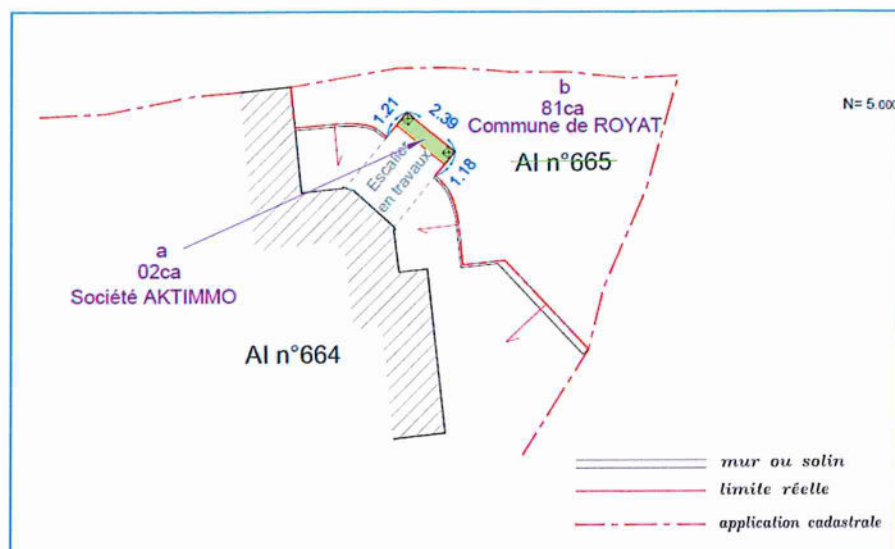 b
81ca
Commune de ROYAT
AI n°665
N= 5.000
1.21
2.39
1.18
Escalier
en travaux
a
02ca
Société AKTIMMO
AI n°664
mur ou solin
limite réelle
application cadastrale